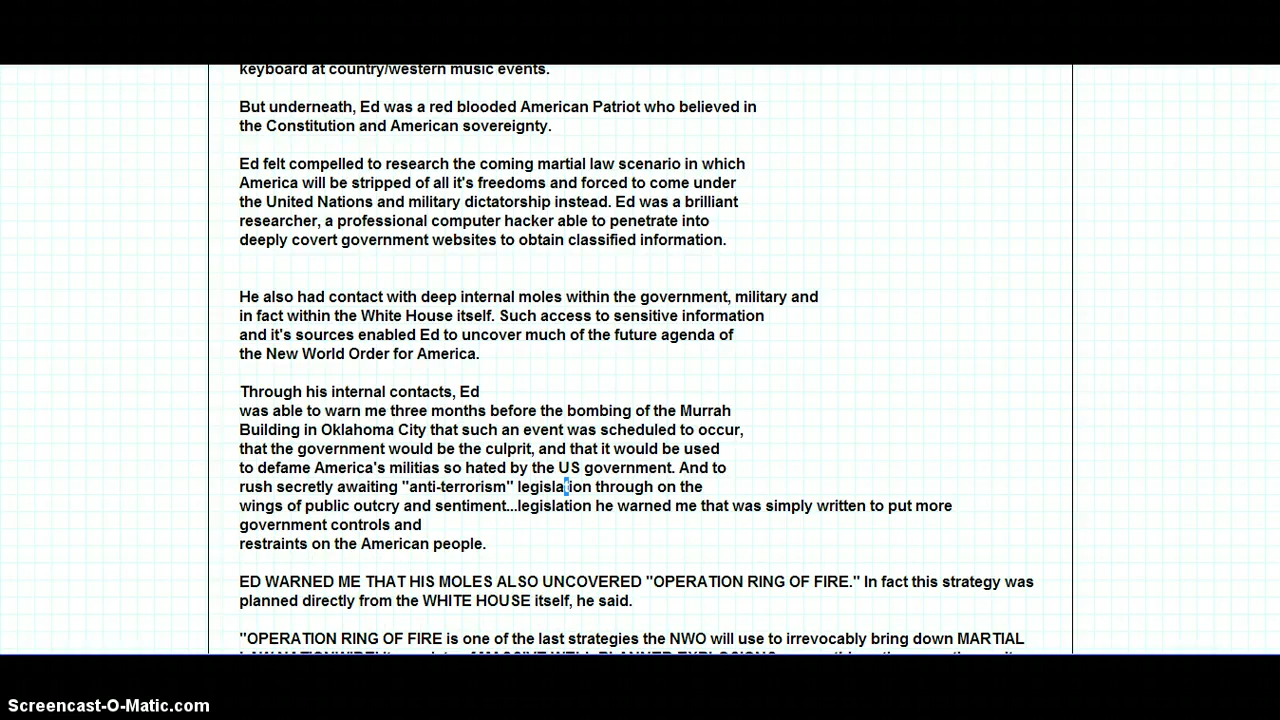 keyboard at country/western music events.
But underneath, Ed was a red blooded American Patriot who believed in
the Constitution and American sovereignty.
Ed felt compelled to research the coming martial law scenario in which
America will be stripped of all it's freedoms and forced to come under
the United Nations and military dictatorship instead. Ed was a brilliant
researcher, a professional computer hacker able to penetrate into
deeply covert government websites to obtain classified information.
He also had contact with deep internal moles within the government, military and
in fact within the White House itself. Such access to sensitive information
and it's sources enabled Ed to uncover much of the future agenda of
the New World Order for America.
Through his internal contacts, Ed
was able to warn me three months before the bombing of the Murrah
Building in Oklahoma City that such an event was scheduled to occur,
that the government would be the culprit, and that it would be used
to defame America's militias so hated by the US government. And to
rush secretly awaiting "anti-terrorism" legislation through on the
wings of public outcry and sentiment...legislation he warned me that was simply written to put more
government controls and
restraints on the American people.
ED WARNED ME THAT HIS MOLES ALSO UNCOVERED "OPERATION RING OF FIRE." In fact this strategy was
planned directly from the WHITE HOUSE itself, he said.
"OPERATION RING OF FIRE is one of the last strategies the NWO will use to irrevocably bring down MARTIAL
Screencast-O-Matic.com